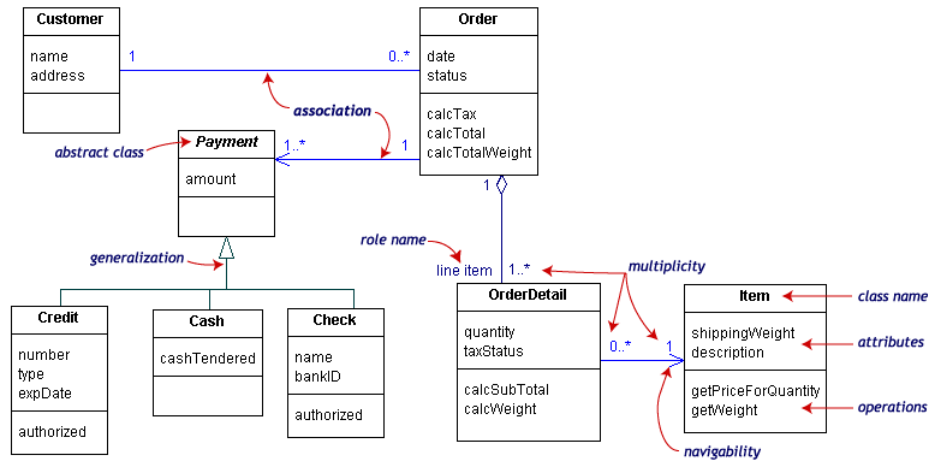 Customer
name
address
1
0..*
Order
date
status
calcTax
calcTotal
calcTotalWeight
association
abstract class
Payment
amount
1..*
1
1
generalization
role name
line item
1..*
multiplicity
Credit
number
type
expDate
authorized
Cash
cashTendered
Check
name
bankID
authorized
OrderDetail
quantity
taxStatus
calcSubTotal
calcWeight
0..*
1
Item
shippingWeight
description
getPriceForQuantity
getWeight
class name
attributes
operations
navigability